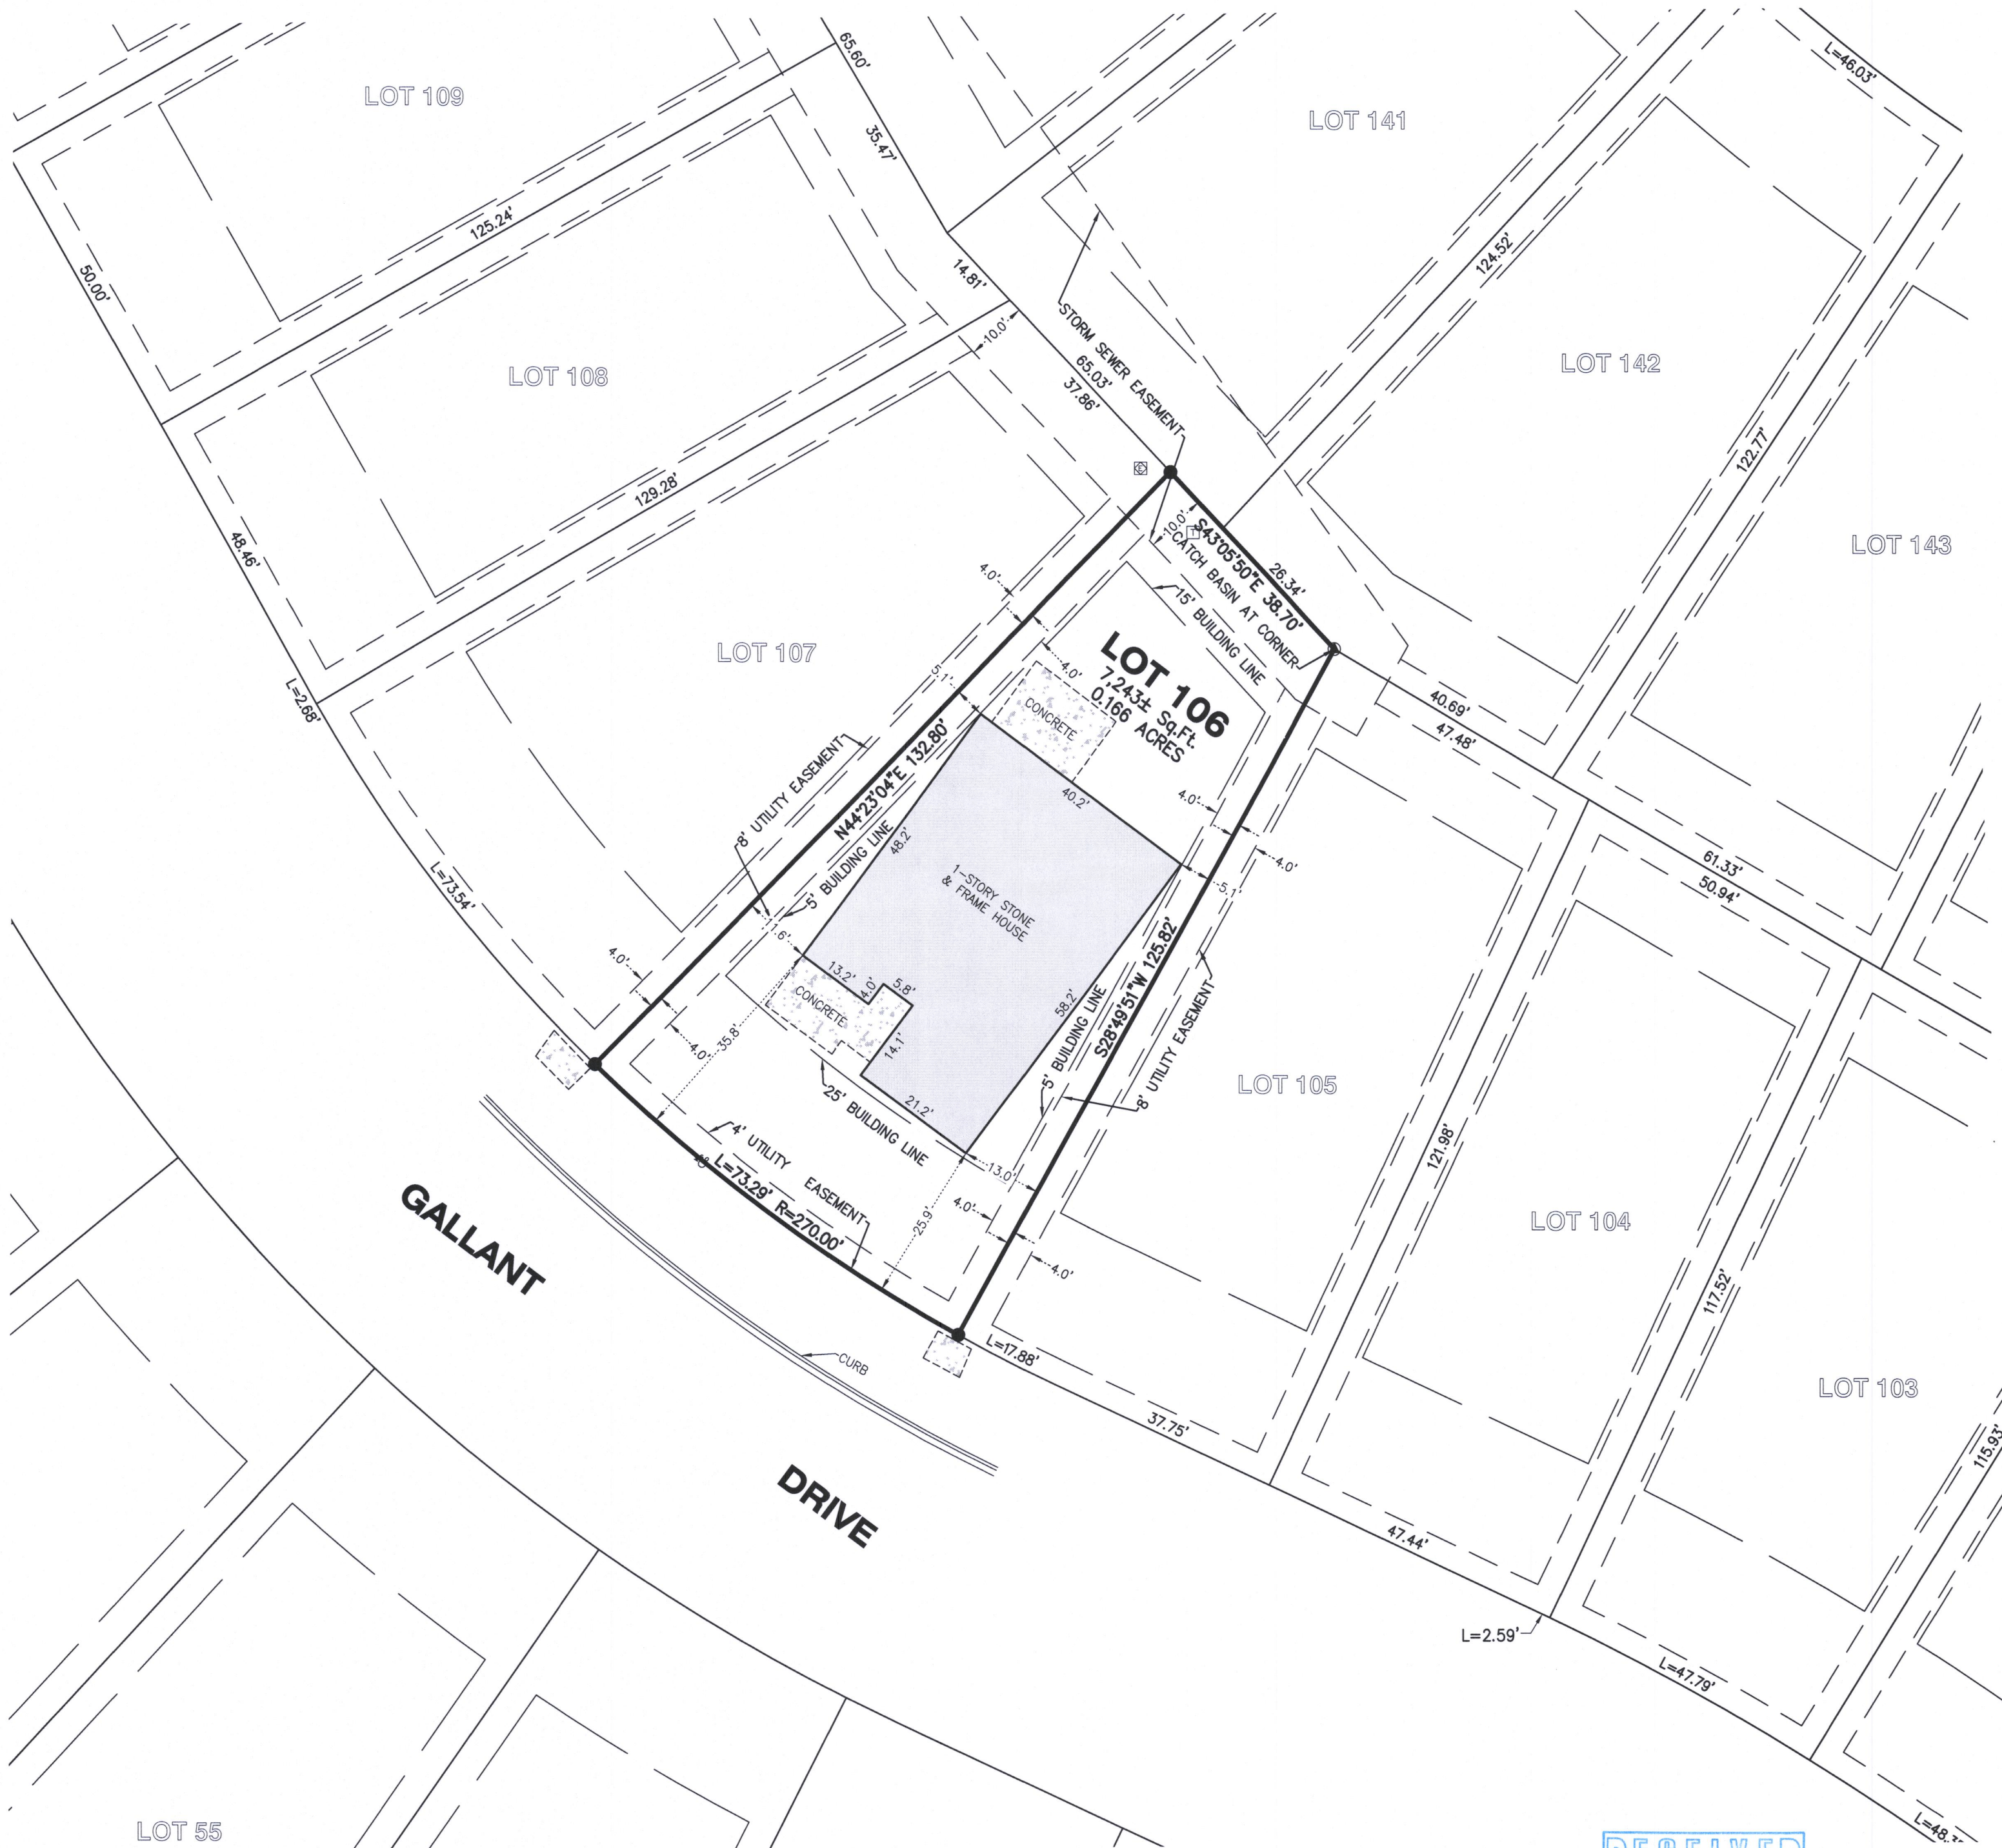 65.60'
L=46.03'
LOT 109
LOT 141
35.47'
125.24'
50.00'
14.81'
124.52'
STORM SEWER EASEMENT
10.0'
65.03'
37.86'
LOT 108
LOT 142
122.77'
129.28'
48.46'
E
T
10.0'
S43°05'50"E 38.70'
26.34'
CATCH BASIN AT CORNER
15' BUILDING LINE
LOT 143
4.0'
LOT 107
5.1'
4.0'
LOT 106
7,243± Sq.Ft.
0.166 ACRES
CONCRETE
L=2.68'
40.69'
47.48'
8' UTILITY EASEMENT
N44°23'04"E 132.80'
5' BUILDING LINE
48.2'
40.2'
4.0'
4.0'
5.1'
61.33'
50.94'
1-STORY STONE
& FRAME HOUSE
L=73.54'
11.6'
4.0'
13.2'
4.0'
5.8'
CONCRETE
14.1'
58.2'
S28°49'51"W 125.82'
5' BUILDING LINE
8' UTILITY EASEMENT
35.8'
4.0'
21.2'
25' BUILDING LINE
LOT 105
4' UTILITY EASEMENT
L=73.29' R=270.00'
13.0'
25.9'
4.0'
4.0'
121.98'
LOT 104
117.52'
GALLANT
DRIVE
CURB
L=17.88'
37.75'
LOT 103
115.93'
47.44'
L=2.59'
L=47.79'
LOT 55
RECEIVED